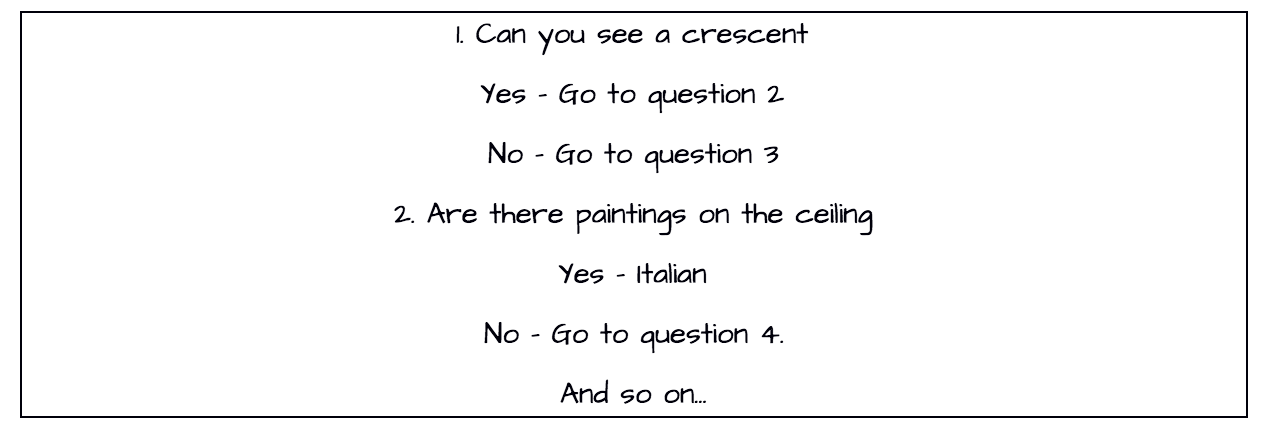 1. Can you see a crescent
Yes - Go to question 2
No - Go to question 3
2. Are there paintings on the ceiling
Yes - Italian
No - Go to question 4.
And so on...